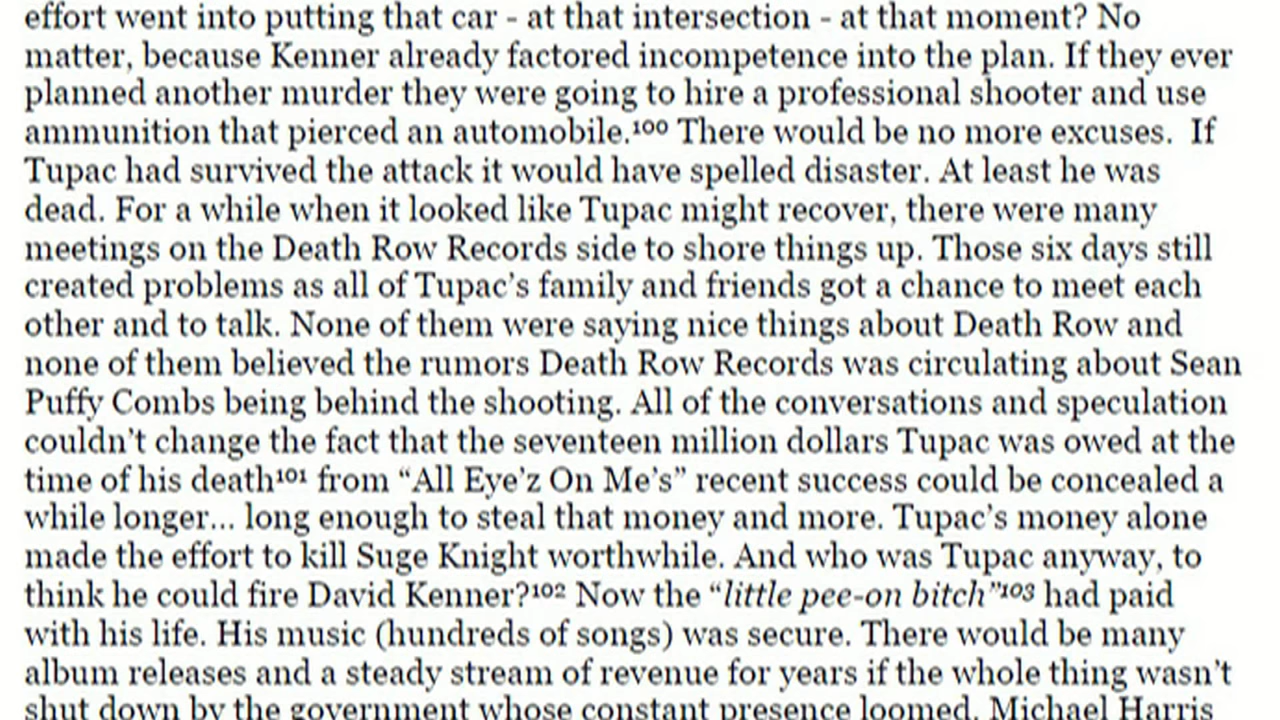 effort went into putting that car - at that intersection - at that moment? No
matter, because Kenner already factored incompetence into the plan. If they ever
planned another murder they were going to hire a professional shooter and use
ammunition that pierced an automobile.¹⁰⁰ There would be no more excuses.  If
Tupac had survived the attack it would have spelled disaster. At least he was
dead. For a while when it looked like Tupac might recover, there were many
meetings on the Death Row Records side to shore things up. Those six days still
created problems as all of Tupac’s family and friends got a chance to meet each
other and to talk. None of them were saying nice things about Death Row and
none of them believed the rumors Death Row Records was circulating about Sean
Puffy Combs being behind the shooting. All of the conversations and speculation
couldn’t change the fact that the seventeen million dollars Tupac was owed at the
time of his death¹⁰¹ from “All Eye’z On Me’s” recent success could be concealed a
while longer... long enough to steal that money and more. Tupac’s money alone
made the effort to kill Suge Knight worthwhile. And who was Tupac anyway, to
think he could fire David Kenner?¹⁰² Now the “little pee-on bitch”¹⁰³ had paid
with his life. His music (hundreds of songs) was secure. There would be many
album releases and a steady stream of revenue for years if the whole thing wasn’t
shut down by the government whose constant presence loomed. Michael Harris